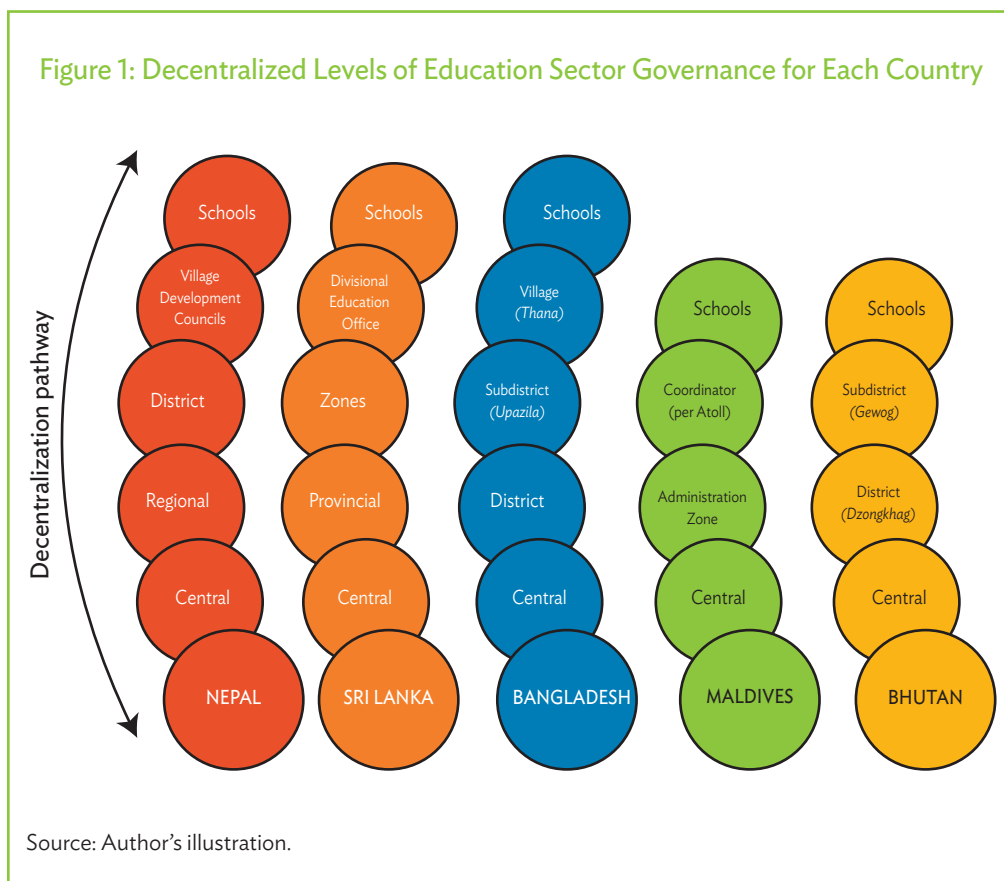 Figure 1: Decentralized Levels of Education Sector Governance for Each Country
Decentralization pathway
Schools
Village
Development
Councils
District
Regional
Central
NEPAL
Schools
Divisional
Education
Office
Zones
Provincial
Central
SRI LANKA
Schools
Village
(Thana)
Subdistrict
(Upazila)
District
Central
BANGLADESH
Schools
Coordinator
(per Atoll)
Administration
Zone
Central
MALDIVES
Schools
Subdistrict
(Gewog)
District
(Dzongkhag)
Central
BHUTAN
Source: Author’s illustration.